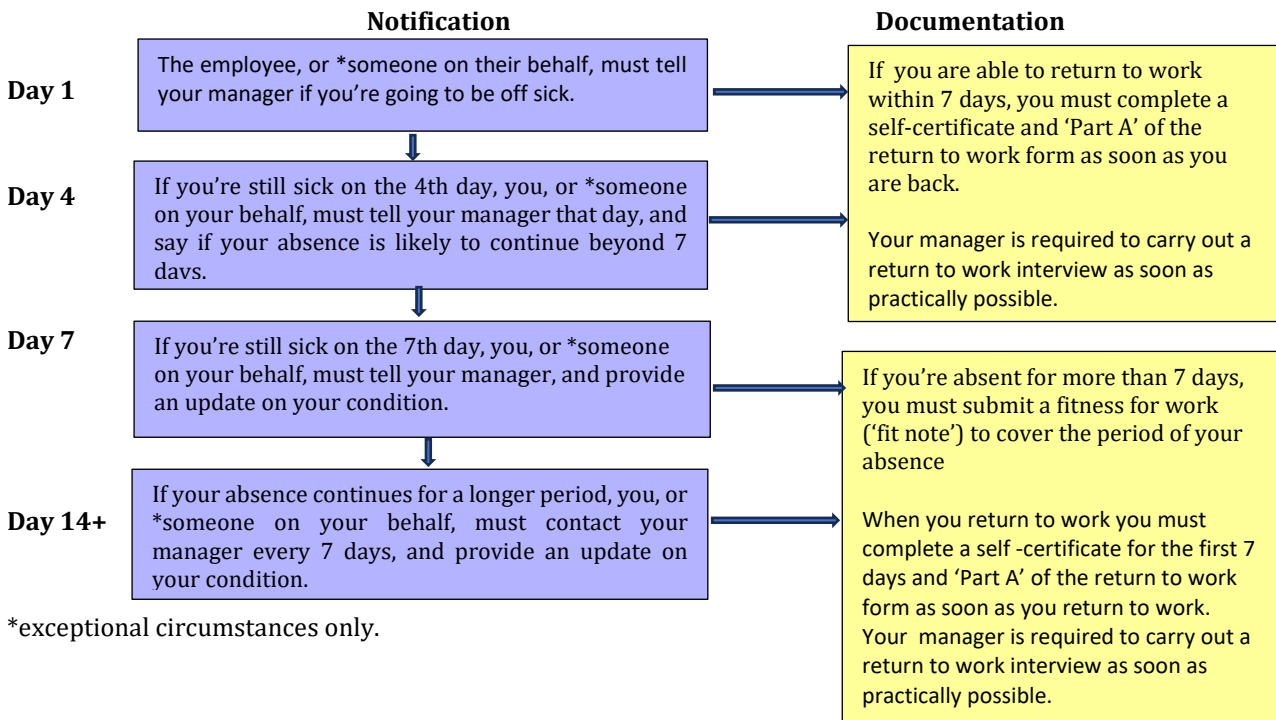 Notification
Documentation
Day 1
The employee, or *someone on their behalf, must tell
your manager if you’re going to be off sick.
If you are able to return to work
within 7 days, you must complete a
self-certificate and ‘Part A’ of the
return to work form as soon as you
are back.
Your manager is required to carry out a
return to work interview as soon as
practically possible.
Day 4
If you’re still sick on the 4th day, you, or *someone
on your behalf, must tell your manager that day, and
say if your absence is likely to continue beyond 7
days.
Day 7
If you’re still sick on the 7th day, you, or *someone
on your behalf, must tell your manager, and provide
an update on your condition.
If you’re absent for more than 7 days,
you must submit a fitness for work
(‘fit note’) to cover the period of your
absence
When you return to work you must
complete a self -certificate for the first 7
days and ‘Part A’ of the return to work
form as soon as you return to work.
Your manager is required to carry out a
return to work interview as soon as
practically possible.
Day 14+
If your absence continues for a longer period, you, or
*someone on your behalf, must contact your
manager every 7 days, and provide an update on
your condition.
*exceptional circumstances only.